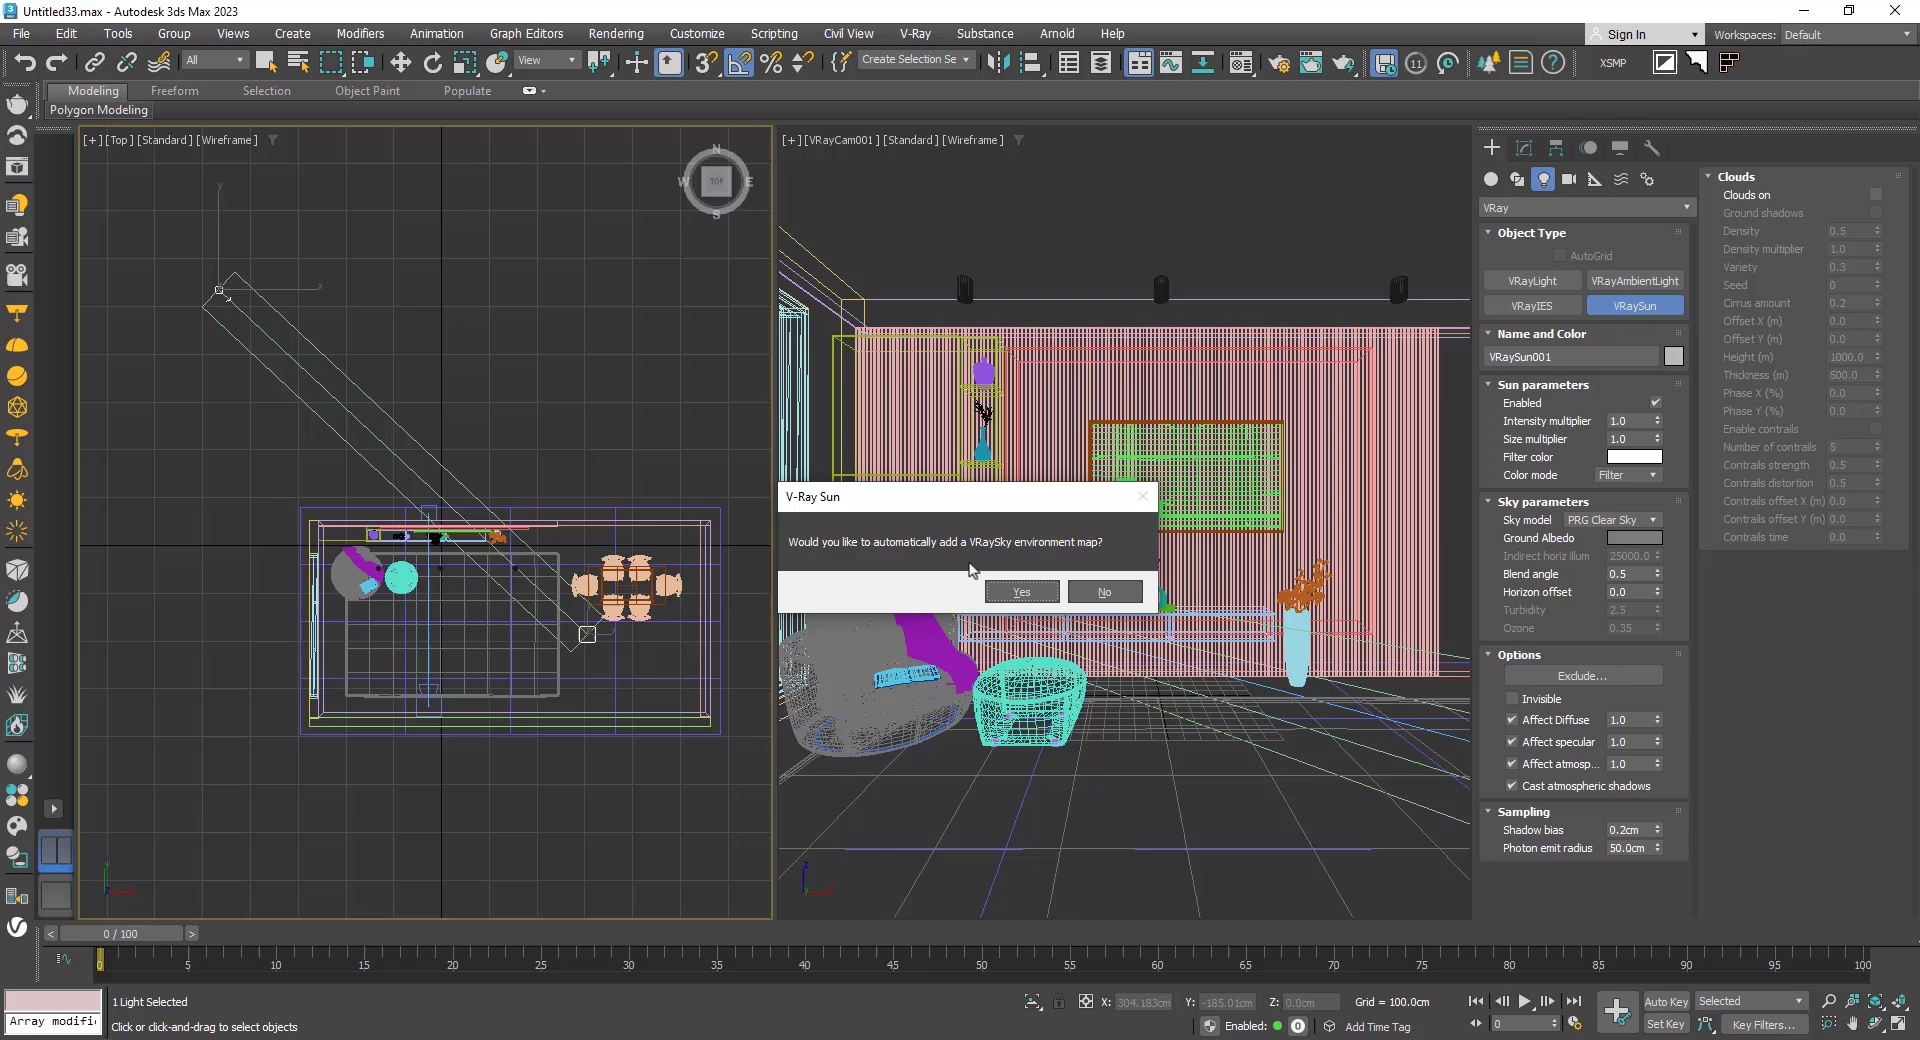 Untitled33.max - Autodesk 3ds Max 2023
File Edit Tools Group Views Create Modifiers Animation Graph Editors Rendering Customize Scripting Civil View V-Ray Substance Arnold Help
Sign In Workspaces: Default
All View Create Selection Se XSMP
Modeling Freeform Selection Object Paint Populate
Polygon Modeling
[+] [Top] [Standard] [Wireframe]
[+] [VRayCam001] [Standard] [Wireframe]
N
W TOP E
S
y
x
V-Ray Sun
Would you like to automatically add a VRaySky environment map?
Yes No
VRay
Object Type
AutoGrid
VRayLight VRayAmbientLight
VRayIES VRaySun
Name and Color
VRaySun001
Sun parameters
Enabled
Intensity multiplier 1.0
Size multiplier 1.0
Filter color
Color mode Filter
Sky parameters
Sky model PRG Clear Sky
Ground Albedo
Indirect horiz illum 25000.0
Blend angle 0.5
Horizon offset 0.0
Turbidity 2.5
Ozone 0.35
Options
Exclude...
Invisible
Affect Diffuse 1.0
Affect specular 1.0
Affect atmosp... 1.0
Cast atmospheric shadows
Sampling
Shadow bias 0.2cm
Photon emit radius 50.0cm
Clouds
Clouds on
Ground shadows
Density 0.5
Density multiplier 1.0
Variety 0.3
Seed 0
Cirrus amount 0.2
Offset X (m) 0.0
Offset Y (m) 0.0
Height (m) 1000.0
Thickness (m) 500.0
Phase X (%) 0.0
Phase Y (%) 0.0
Enable contrails
Number of contrails 5
Contrails strength 0.5
Contrails distortion 0.5
Contrails offset X (m) 0.0
Contrails offset Y (m) 0.0
Contrails time 0.0
< 0 / 100 >
0 5 10 15 20 25 30 35 40 45 50 55 60 65 70 75 80 85 90 95 100
1 Light Selected
Array modifi
Click or click-and-drag to select objects
X: 304.183cm Y: -185.01cm Z: 0.0cm Grid = 100.0cm
Enabled: 0 Add Time Tag
0
Auto Key Selected
Set Key Key Filters...